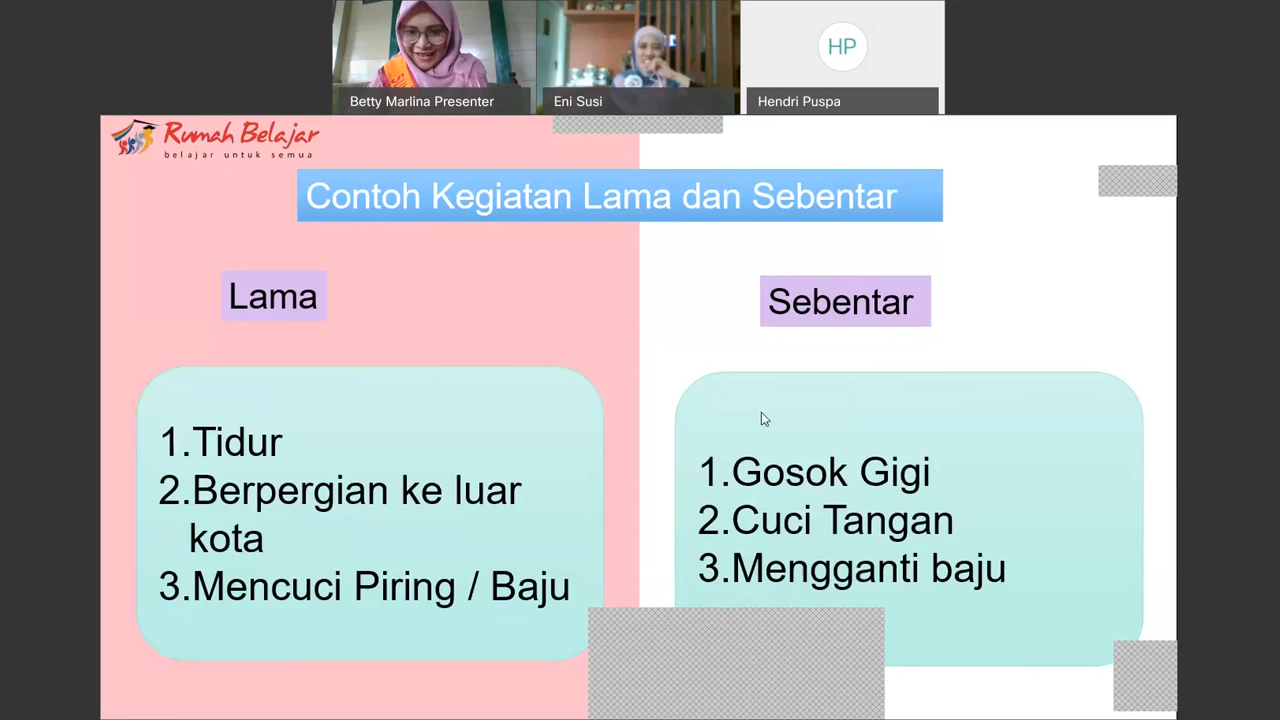 Betty Marlina Presenter
Eni Susi
HP
Hendri Puspa
Rumah Belajar
belajar untuk semua
Contoh Kegiatan Lama dan Sebentar
Lama
1.Tidur
2.Berpergian ke luar
kota
3.Mencuci Piring / Baju
Sebentar
1.Gosok Gigi
2.Cuci Tangan
3.Mengganti baju